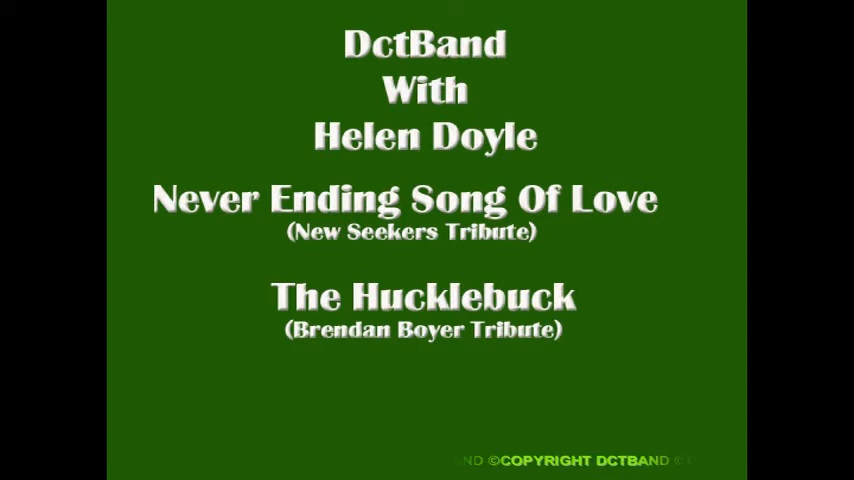 DctBand
With
Helen Doyle
Never Ending Song Of Love
(New Seekers Tribute)
The Hucklebuck
(Brendan Boyer Tribute)
ND ©COPYRIGHT DCTBAND ©